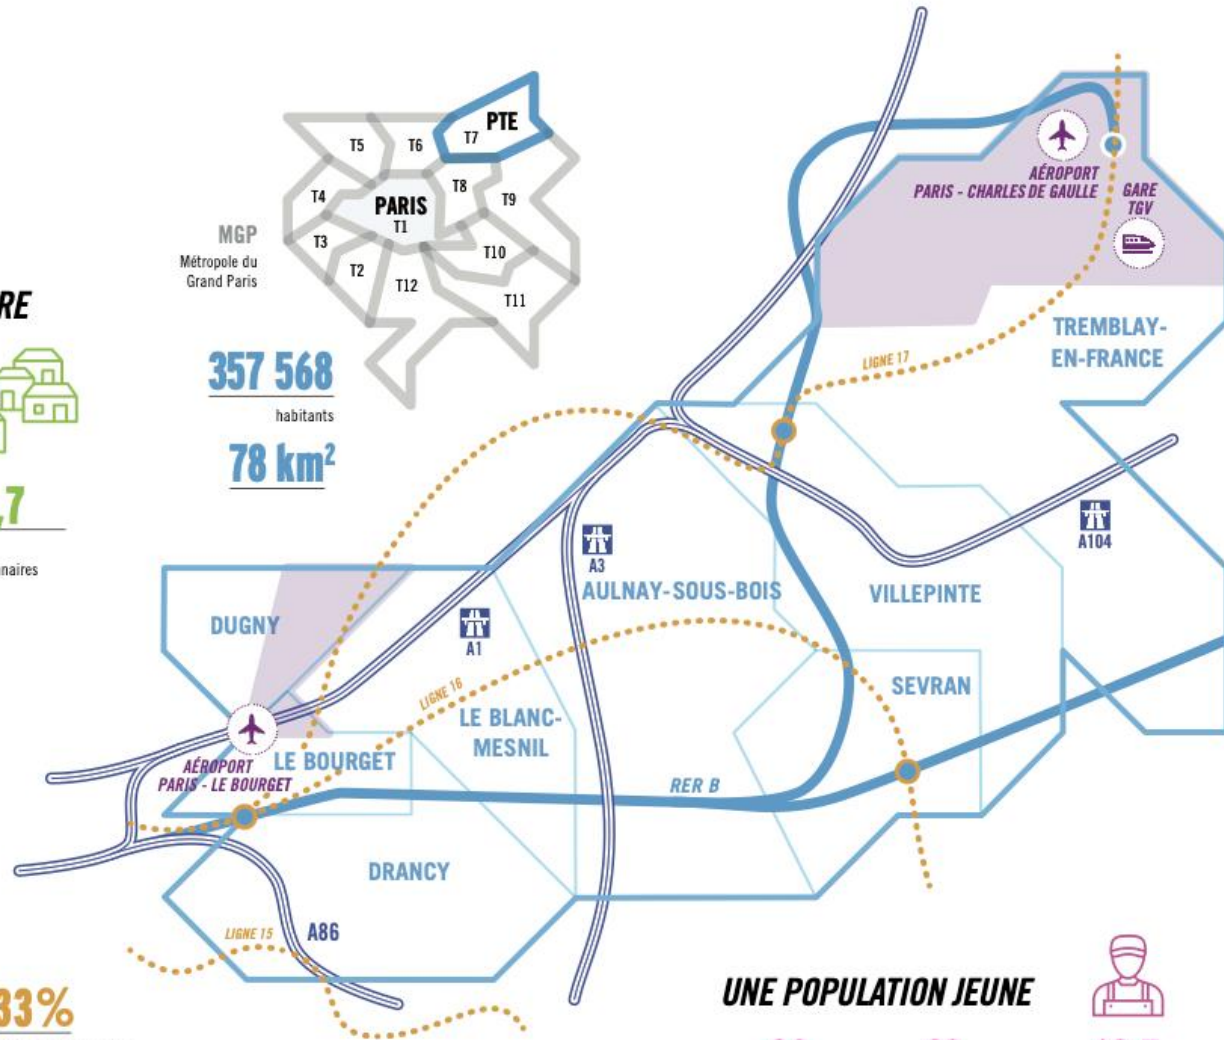 PTE
T7
T5
T6
T4
T8
T9
PARIS
T1
T3
T2
T10
T12
T11
MGP
Métropole du
Grand Paris
RE
357 568
habitants
78 km²
,7
naires
AÉROPORT
PARIS - CHARLES DE GAULLE
GARE
TGV
TREMBLAY-
EN-FRANCE
LIGNE 17
A3
A104
AULNAY-SOUS-BOIS
VILLEPINTE
DUGNY
A1
LIGNE 16
SEVRAN
LE BLANC-
MESNIL
LE BOURGET
AÉROPORT
PARIS - LE BOURGET
RER B
DRANCY
LIGNE 15
A86
33%
UNE POPULATION JEUNE